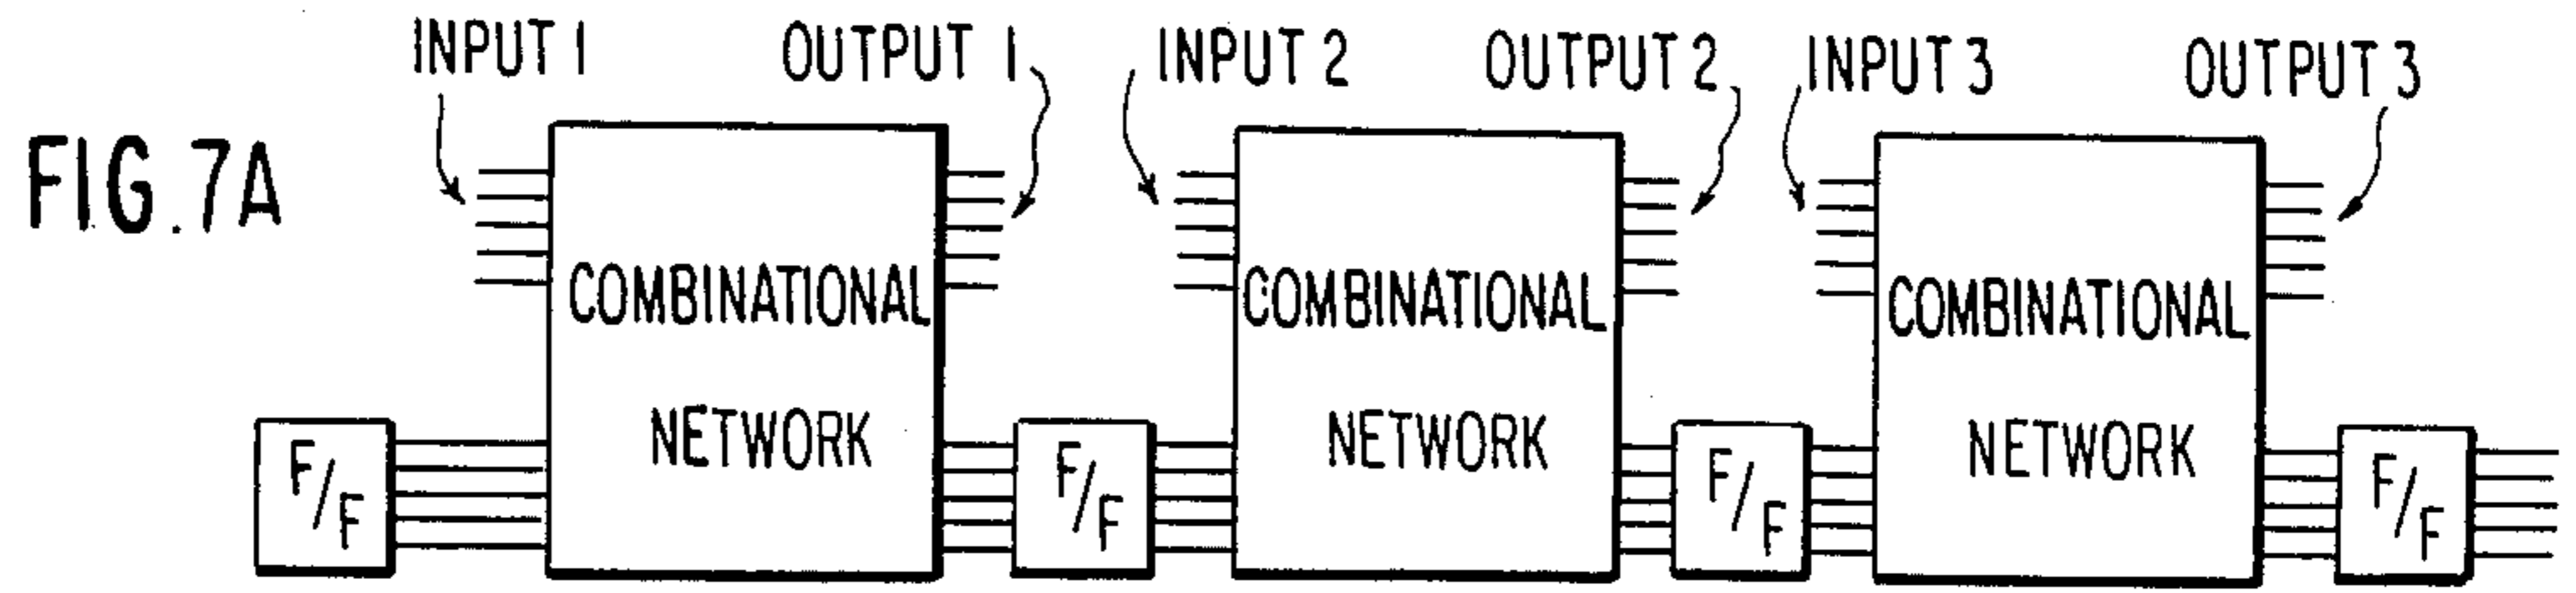 FIG. 7A
INPUT 1
OUTPUT 1
INPUT 2
OUTPUT 2
INPUT 3
OUTPUT 3
COMBINATIONAL
NETWORK
COMBINATIONAL
NETWORK
COMBINATIONAL
NETWORK
F/F
F/F
F/F
F/F